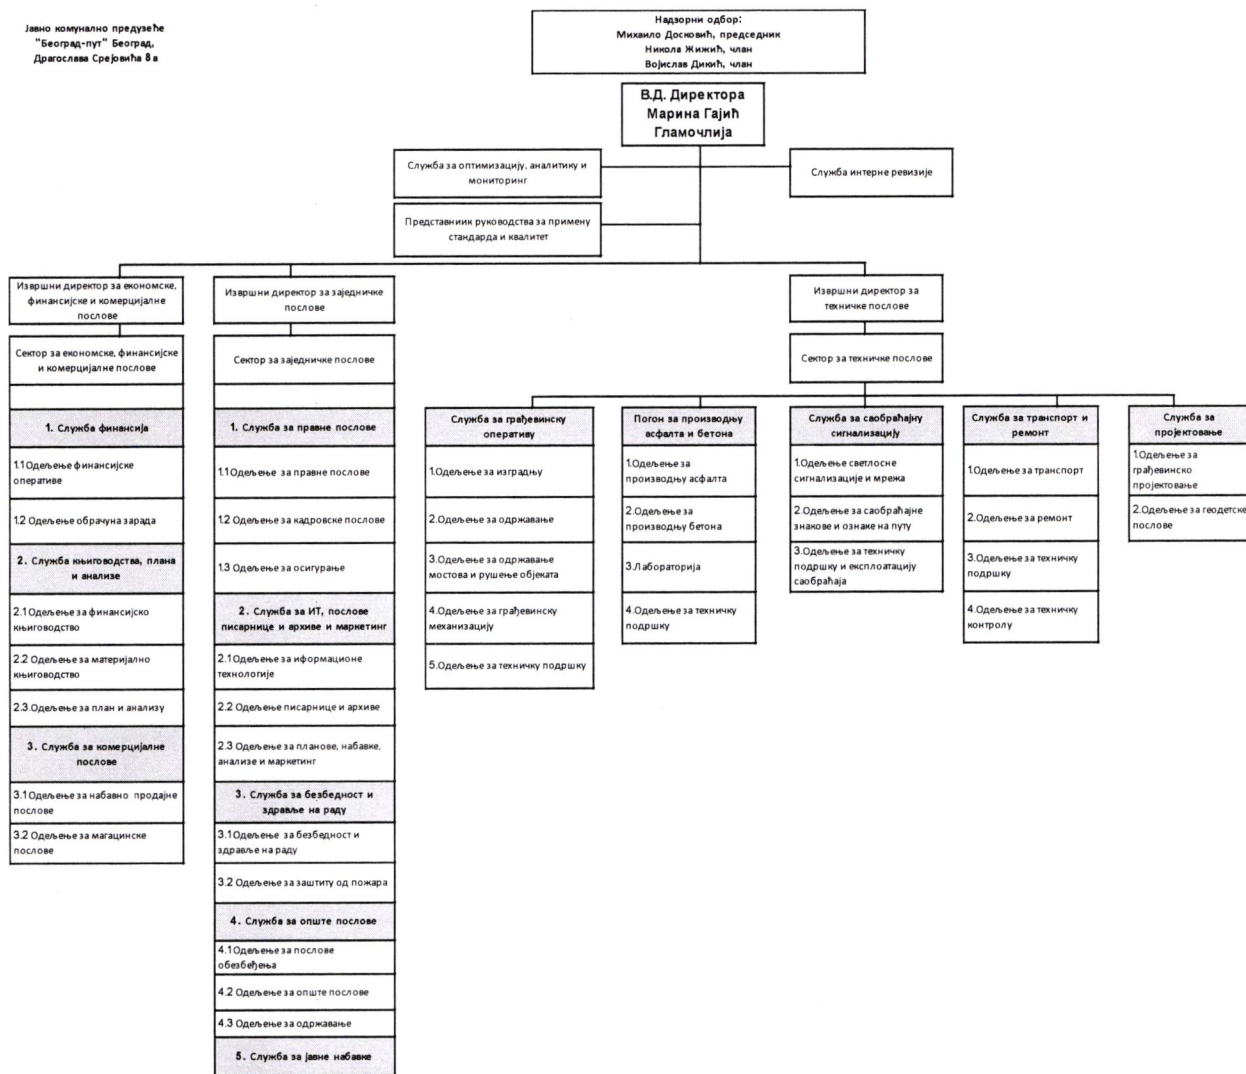 Јавно комунално предузеће
"Београд-пут" Београд,
Драгослава Срејовића 8а
Надзорни одбор:
Михаило Досковић, председник
Никола Жижић, члан
Војислав Дикић, члан
В.Д. Директора
Марина Гајић
Гламочлија
Служба за оптимизацију, аналитику и
мониторинг
Служба интерне ревизије
Представниик руководства за примену
стандарда и квалитет
Извршни директор за економске,
финансијске и комерцијалне
послове
Сектор за економске, финансијске
и комерцијалне послове
1. Служба финансија
1.1 Одељење финансијске
оперативе
1.2 Одељење обрачуна зарада
2. Служба књиговодства, плана
и анализе
2.1 Одељење за финансијско
књиговодство
2.2 Одељење за материјално
књиговодство
2.3.Одељење за план и анализу
3. Служба за комерцијалне
послове
3.1 Одељење за набавно продајне
послове
3.2 Одељење за магацинске
послове
Извршни директор за заједничке
послове
Сектор за заједничке послове
1. Служба за правне послове
1.1 Одељење за правне послове
1.2 Одељење за кадровске послове
1.3 Одељење за осигурање
2. Служба за ИТ, послове
писарнице и архиве и маркетинг
2.1 Одељење за иформационе
технологије
2.2 Одељење писарнице и архиве
2.3 Одељење за планове, набавке,
анализе и маркетинг
3. Служба за безбедност и
здравље на раду
3.1 Одељење за безбедност и
здравље на раду
3.2 Одељење за заштиту од пожара
4. Служба за опште послове
4.1 Одељење за послове
обезбеђења
4.2 Одељење за опште послове
4.3 Одељење за одржавање
5. Служба за јавне набавке
Извршни директор за
техничке послове
Сектор за техничке послове
Служба за грађевинску
оперативу
1.Одељење за изградњу
2.Одељење за одржавање
3.Одељење за одржавање
мостова и рушење објеката
4.Одељење за грађевинску
механизацију
5.Одељење за техничку подршку
Погон за производњу
асфалта и бетона
1.Одељење за
производњу асфалта
2.Одељење за
производњу бетона
3.Лабораторија
4.Одељење за техничку
подршку
Служба за саобраћајну
сигнализацију
1.Одељење светлосне
сигнализације и мрежа
2.Одељење за саобраћајне
знакове и ознаке на путу
3.Одељење за техничку
подршку и експлоатацију
саобраћаја
Служба за транспорт и
ремонт
1.Одељење за транспорт
2.Одељење за ремонт
3.Одељење за техничку
подршку
4.Одељење за техничку
контролу
Служба за
пројектовање
1.Одељење за
грађевинско
пројектовање
2.Одељење за геодетске
послове